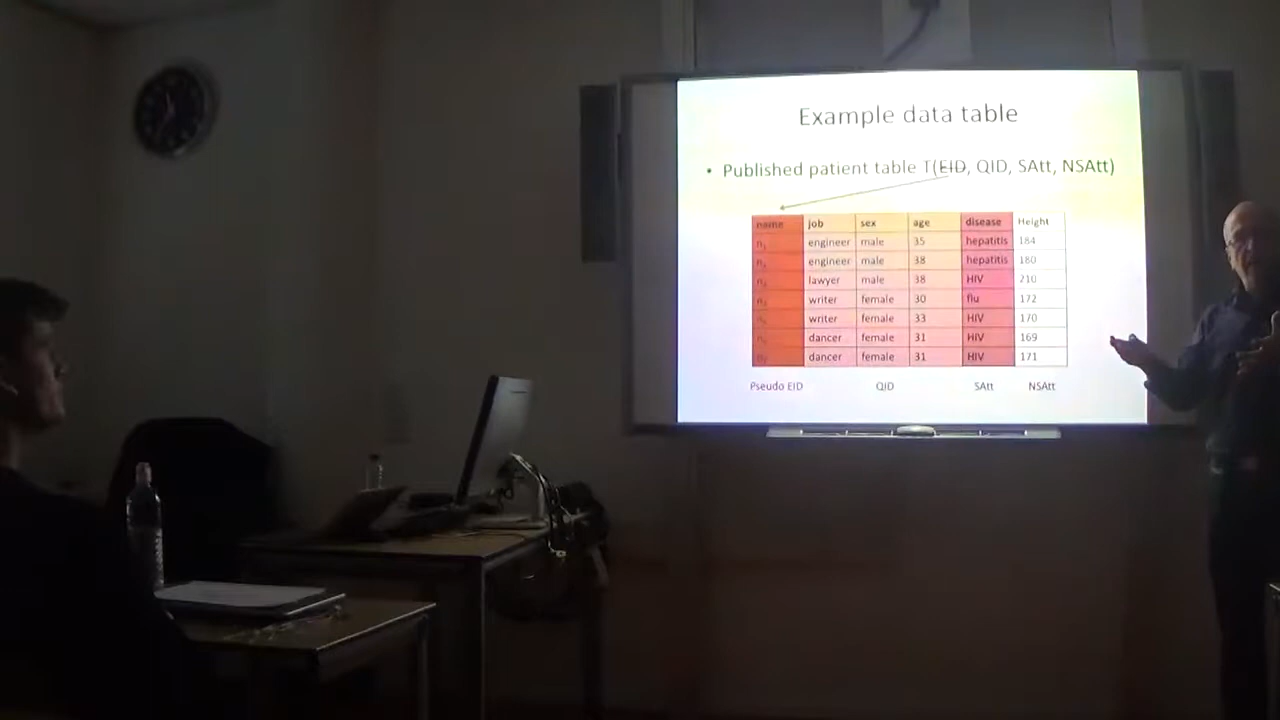 Example data table
• Published patient table T(EID, QID, SAtt, NSAtt)
name job sex age disease Height
n1 engineer male 35 hepatitis 184
engineer male 38 hepatitis 180
lawyer male 38 HIV 210
writer female 30 flu 172
writer female 33 HIV 170
dancer female 31 HIV 169
dancer female 31 HIV 171
Pseudo EID QID SAtt NSAtt